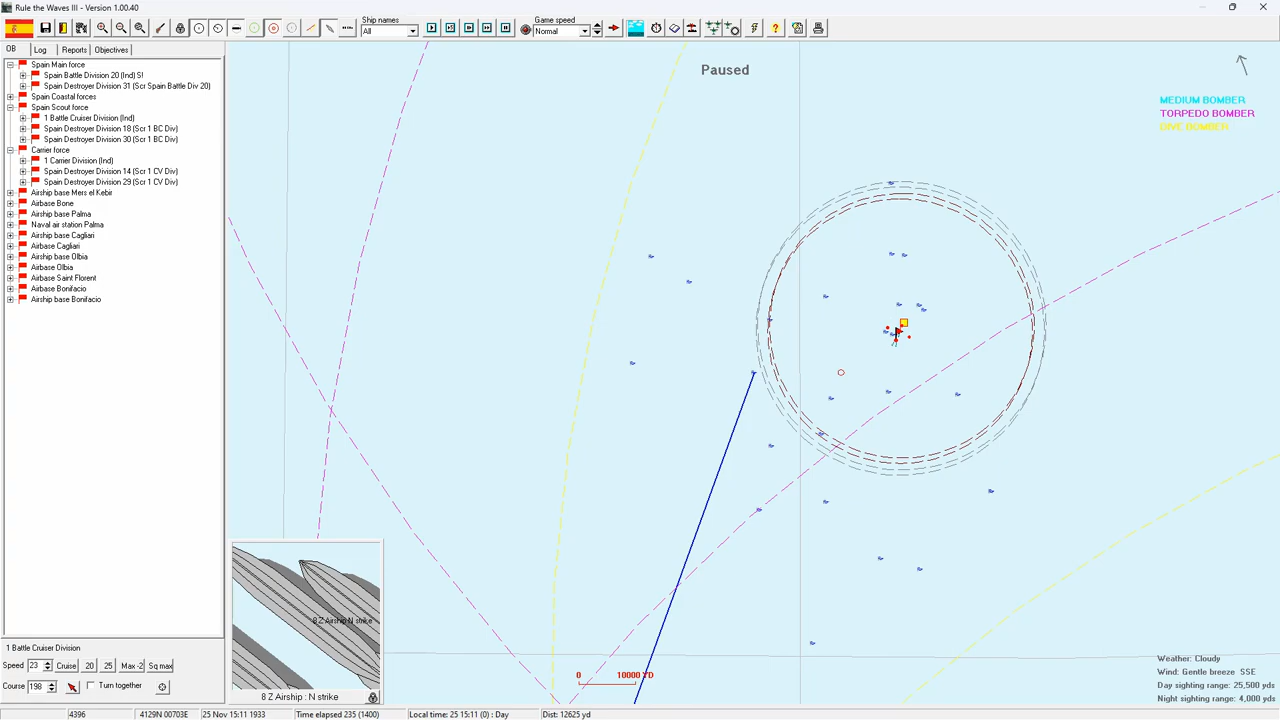 Rule the Waves III - Version 1.00.40
Ship names
All
Game speed
Normal
OB
Log
Reports
Objectives
Spain Main force
Spain Battle Division 20 (Ind) S!
Spain Destroyer Division 31 (Scr Spain Battle Div 20)
Spain Coastal forces
Spain Scout force
1 Battle Cruiser Division (Ind)
Spain Destroyer Division 18 (Scr 1 BC Div)
Spain Destroyer Division 30 (Scr 1 BC Div)
Carrier force
1 Carrier Division (Ind)
Spain Destroyer Division 14 (Scr 1 CV Div)
Spain Destroyer Division 29 (Scr 1 CV Div)
Airship base Mers el Kebir
Airbase Bone
Airship base Palma
Naval air station Palma
Airship base Cagliari
Airbase Cagliari
Airship base Olbia
Airbase Olbia
Airbase Saint Florent
Airbase Bonifacio
Airship base Bonifacio
Paused
MEDIUM BOMBER
TORPEDO BOMBER
DIVE BOMBER
8 Z Airship N strike
8 Z Airship : N strike
0 10000 YD
1 Battle Cruiser Division
Speed 23 Cruise 20 25 Max -2 Sq max
Course 198 Turn together
Weather: Cloudy
Wind: Gentle breeze SSE
Day sighting range: 25,500 yds
Night sighting range: 4,000 yds
4396
4129N 00703E
25 Nov 15:11 1933
Time elapsed 235 (1400)
Local time: 25 15:11 (0) : Day
Dist: 12625 yd